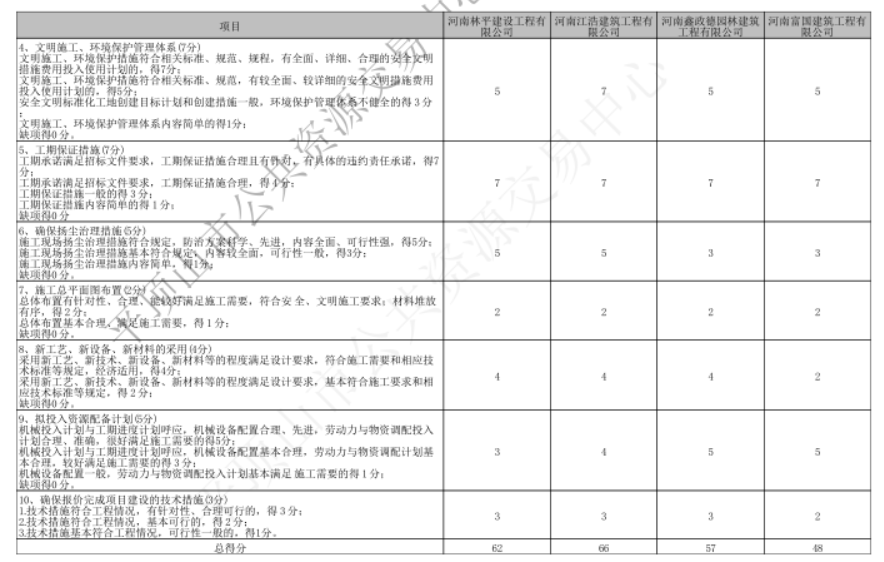 项目 河南林平建设工程有限公司 河南江浩建筑工程有限公司 河南鑫政德园林建筑工程有限公司 河南富国建筑工程有限公司
4、文明施工、环境保护管理体系(7分)
文明施工、环境保护措施符合相关标准、规范、规程，有全面、详细、合理的安全文明
措施费用投入使用计划的，得7分；
文明施工、环境保护措施符合相关标准、规范，有较全面、较详细的安全文明措施费用
投入使用计划的，得5分；
安全文明标准化工地创建目标计划和创建措施一般，环境保护管理体系不健全的得 3 分
；
文明施工、环境保护管理体系内容简单的得1分；
缺项得0 分。
5 7 5 5
5、工期保证措施(7分)
工期承诺满足招标文件要求，工期保证措施合理且有针对，有具体的违约责任承诺，得7
分；
工期承诺满足招标文件要求，工期保证措施合理，得 4 分；
工期保证措施一般的得 3 分；
工期保证措施内容简单的得 1 分；
缺项得0 分
7 7 7 7
6、确保扬尘治理措施(5分)
施工现场扬尘治理措施符合规定，防治方案科学、先进，内容全面、可行性强，得5分；
施工现场扬尘治理措施基本符合规定，内容较全面，可行性一般，得3分；
施工现场扬尘治理措施内容简单，得1分；
缺项得0 分。
5 5 3 3
7、施工总平面图布置(2分)
总体布置有针对性、合理、能较好满足施工需要，符合安全、文明施工要求；材料堆放
有序，得 2 分；
总体布置基本合理、满足施工需要，得 1 分；
缺项得0 分。
2 2 2 2
8、新工艺、新设备、新材料的采用(4分)
采用新工艺、新技术、新设备、新材料等的程度满足设计要求，符合施工需要和相应技
术标准等规定，经济适用，得4分；
采用新工艺、新技术、新设备、新材料等的程度满足设计要求，基本符合施工要求和相
应技术标准等规定，得 2 分；
缺项得0 分。
4 4 4 2
9、拟投入资源配备计划(5分)
机械投入计划与工期进度计划呼应，机械设备配置合理、先进，劳动力与物资调配投入
计划合理、准确，很好满足施工需要的得5分；
机械投入计划与工期进度计划呼应，机械设备配置基本合理，劳动力与物资调配计划基
本合理，较好满足施工需要的得 3 分；
机械设备配置一般，劳动力与物资调配投入计划基本满足施工需要的得 1 分；
缺项得0 分。
3 4 5 5
10、确保报价完成项目建设的技术措施(3分)
1.技术措施符合工程情况，有针对性、合理可行的，得 3 分；
2.技术措施符合工程情况，基本可行的，得 2 分；
3.技术措施基本符合工程情况，可行性一般的，得1分。
3 3 3 2
总得分 62 66 57 48
平顶山市公共资源交易中心
平顶山市公共资源交易中心